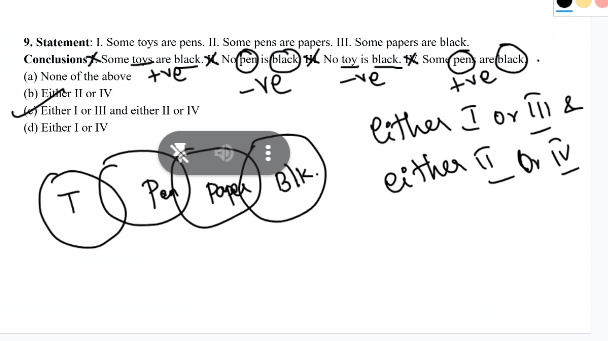 9. Statement: I. Some toys are pens. II. Some pens are papers. III. Some papers are black.
Conclusions Some toys are black. No pen is black No toy is black. IV. Some pens are black.
+ve -ve -ve +ve
(a) None of the above
(b) Either II or IV
(c) Either I or III and either II or IV
(d) Either I or IV
either I or III &
either II or IV
T Pen Paper Blk.